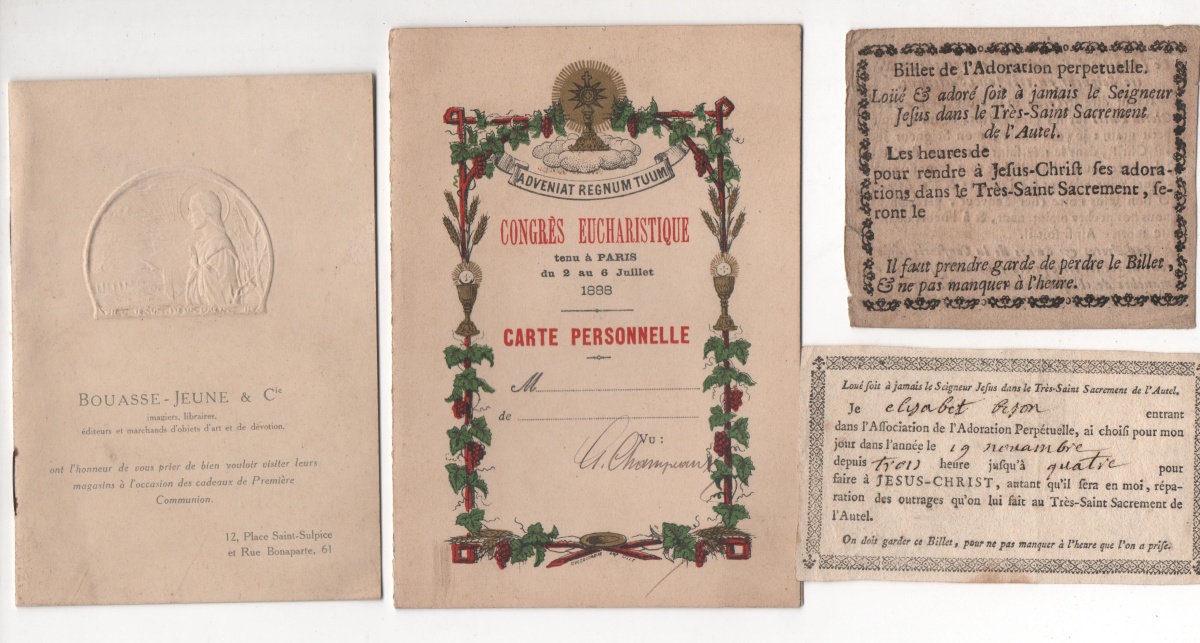 BOUASSE-JEUNE & Cie
imagiers, libraires,
éditeurs et marchands d'objets d'art et de dévotion,
ont l'honneur de vous prier de bien vouloir visiter leurs
magasins à l'occasion des cadeaux de Première
Communion.
12, Place Saint-Sulpice
et Rue Bonaparte, 61
ADVENIAT REGNUM TUUM
CONGRÈS EUCHARISTIQUE
tenu à PARIS
du 2 au 6 Juillet
1888
CARTE PERSONNELLE
M
de
Vu :
Billet de l'Adoration perpetuelle.
Loüé & adoré ſoit à jamais le Seigneur
Jeſus dans le Très-Saint Sacrement
de l'Autel.
Les heures de
pour rendre à Jeſus-Chriſt ſes adora-
tions dans le Très-Saint Sacrement, ſe-
ront le
Il faut prendre garde de perdre le Billet,
& ne pas manquer à l'heure.
Loué ſoit à jamais le Seigneur Jeſus dans le Très-Saint Sacrement de l'Autel.
Je elisabet entrant
dans l'Aſſociation de l'Adoration Perpétuelle, ai choiſi pour mon
jour dans l'année le 19 novambre
depuis trois heure juſqu'à quatre pour
faire à JESUS-CHRIST, autant qu'il ſera en moi, répa-
ration des outrages qu'on lui fait au Très-Saint Sacrement de
l'Autel.
On doit garder ce Billet, pour ne pas manquer à l'heure que l'on a priſe.